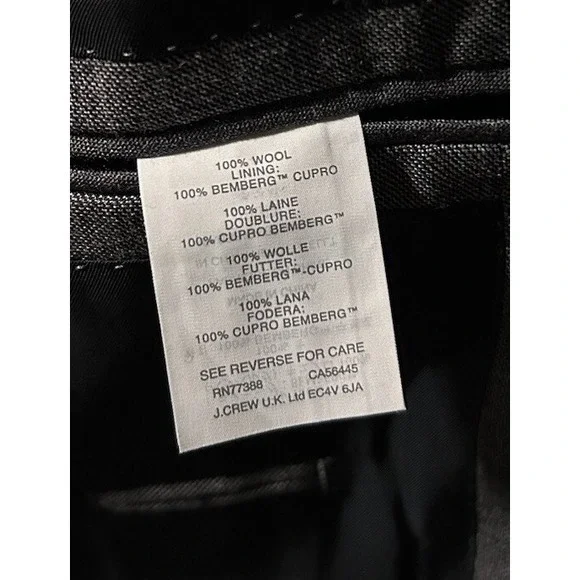 100% WOOL
LINING:
100% BEMBERG™ CUPRO
100% LAINE
DOUBLURE:
100% CUPRO BEMBERG™
100% WOLLE
FUTTER:
100% BEMBERG™-CUPRO
100% LANA
FODERA:
100% CUPRO BEMBERG™
SEE REVERSE FOR CARE
RN77388 CA56445
J.CREW U.K. Ltd EC4V 6JA